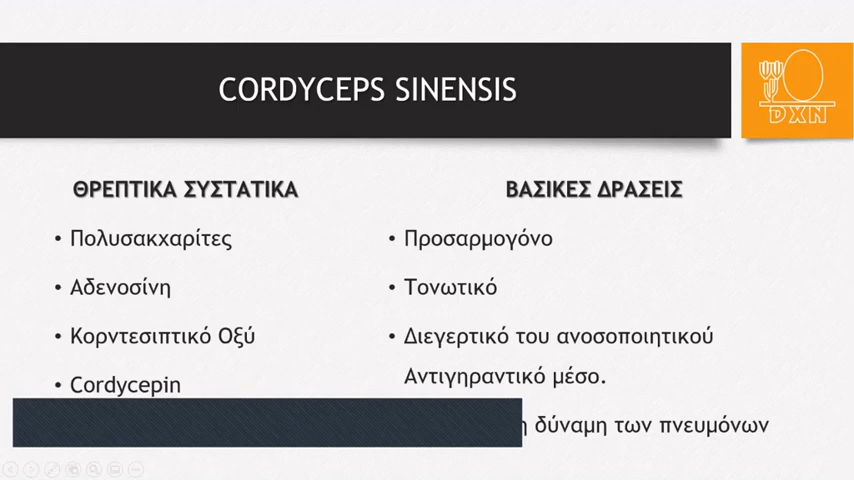 CORDYCEPS SINENSIS
DXN
ΘΡΕΠΤΙΚΑ ΣΥΣΤΑΤΙΚΑ
• Πολυσακχαρίτες
• Αδενοσίνη
• Κορντεσιπτικό Οξύ
• Cordycepin
ΒΑΣΙΚΕΣ ΔΡΑΣΕΙΣ
• Προσαρμογόνο
• Τονωτικό
• Διεγερτικό του ανοσοποιητικού
Αντιγηραντικό μέσο.
δύναμη των πνευμόνων